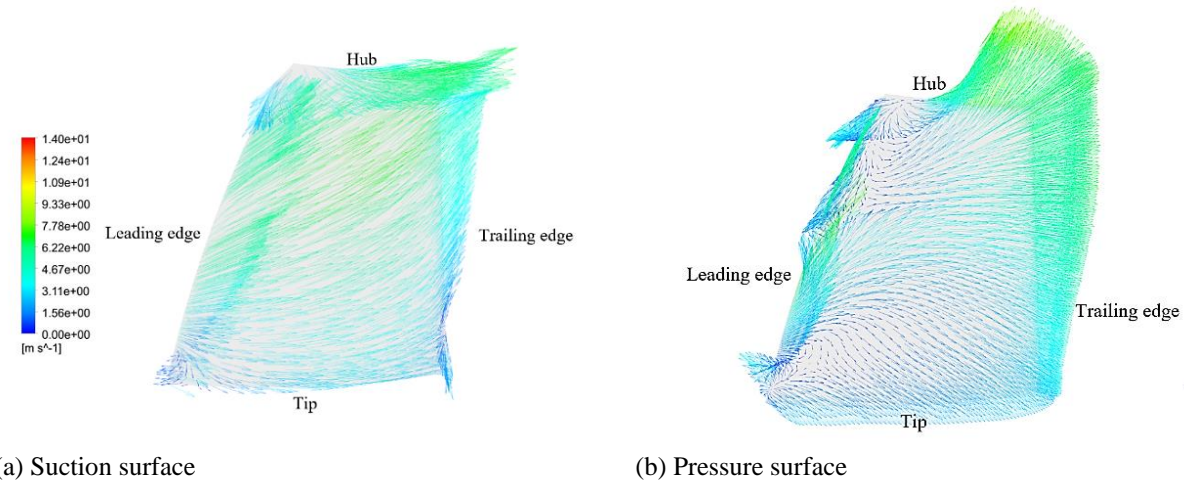 Hub
1.40e+01
1.24e+01
1.09e+01
9.33e+00
7.78e+00
6.22e+00
4.67e+00
3.11e+00
1.56e+00
0.00e+00
[m s^-1]
Leading edge
Trailing edge
Tip
Hub
Leading edge
Trailing edge
Tip
a) Suction surface
(b) Pressure surface